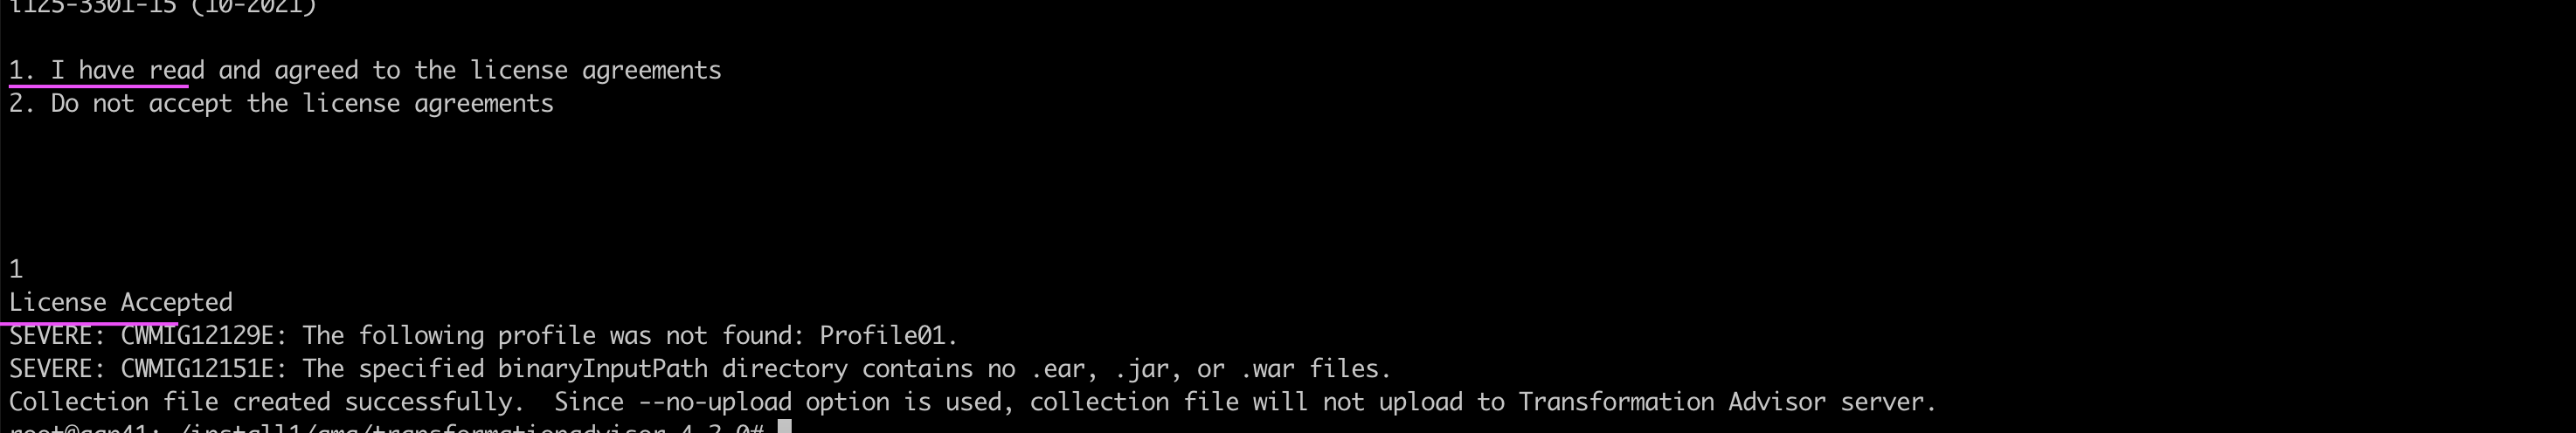 (10-2021)
1. I have read and agreed to the license agreements
2. Do not accept the license agreements
1
License Accepted
SEVERE: CWMIG12129E: The following profile was not found: Profile01.
SEVERE: CWMIG12151E: The specified binaryInputPath directory contains no .ear, .jar, or .war files.
Collection file created successfully.  Since --no-upload option is used, collection file will not upload to Transformation Advisor server.